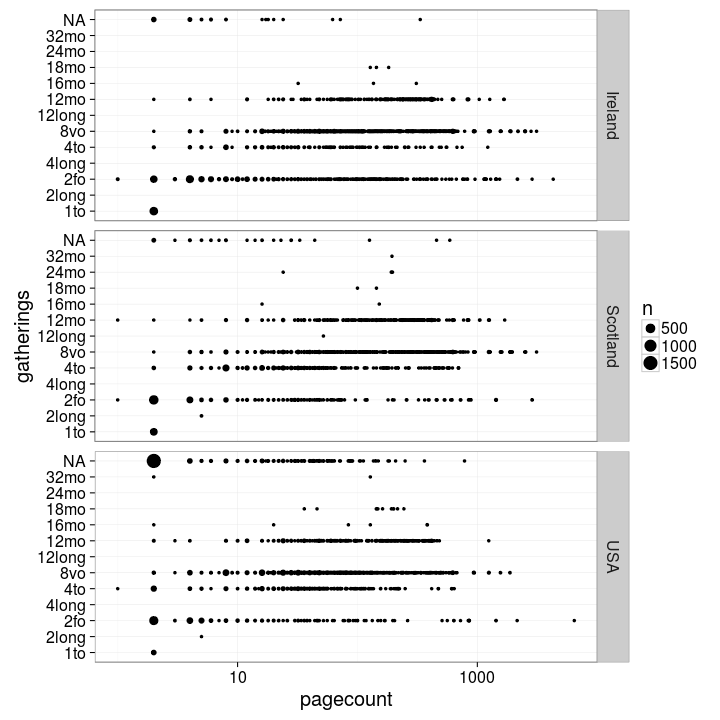 NA
32mo
24mo
18mo
16mo
12mo
12long
8vo
4to
4long
2fo
2long
1to
Ireland
NA
32mo
24mo
18mo
16mo
12mo
12long
8vo
4to
4long
2fo
2long
1to
Scotland
NA
32mo
24mo
18mo
16mo
12mo
12long
8vo
4to
4long
2fo
2long
1to
USA
gatherings
10
1000
pagecount
n
500
1000
1500